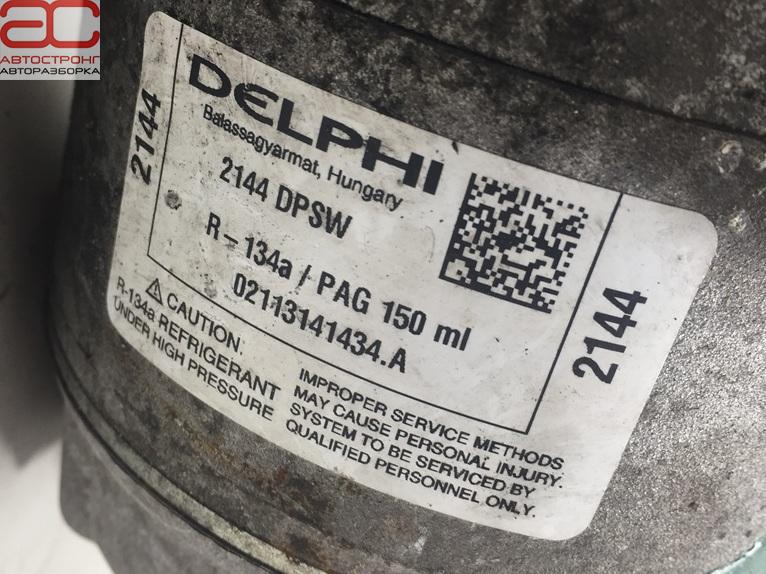 АС
АВТОСТРОНГ
АВТОРАЗБОРКА
DELPHI
Balassagyarmat, Hungary
2144 DPSW
R-134a / PAG 150 ml
02113141434.A
2144
2144
⚠ CAUTION.
R-134a REFRIGERANT
UNDER HIGH PRESSURE
IMPROPER SERVICE METHODS
MAY CAUSE PERSONAL INJURY.
SYSTEM TO BE SERVICED BY
QUALIFIED PERSONNEL ONLY.